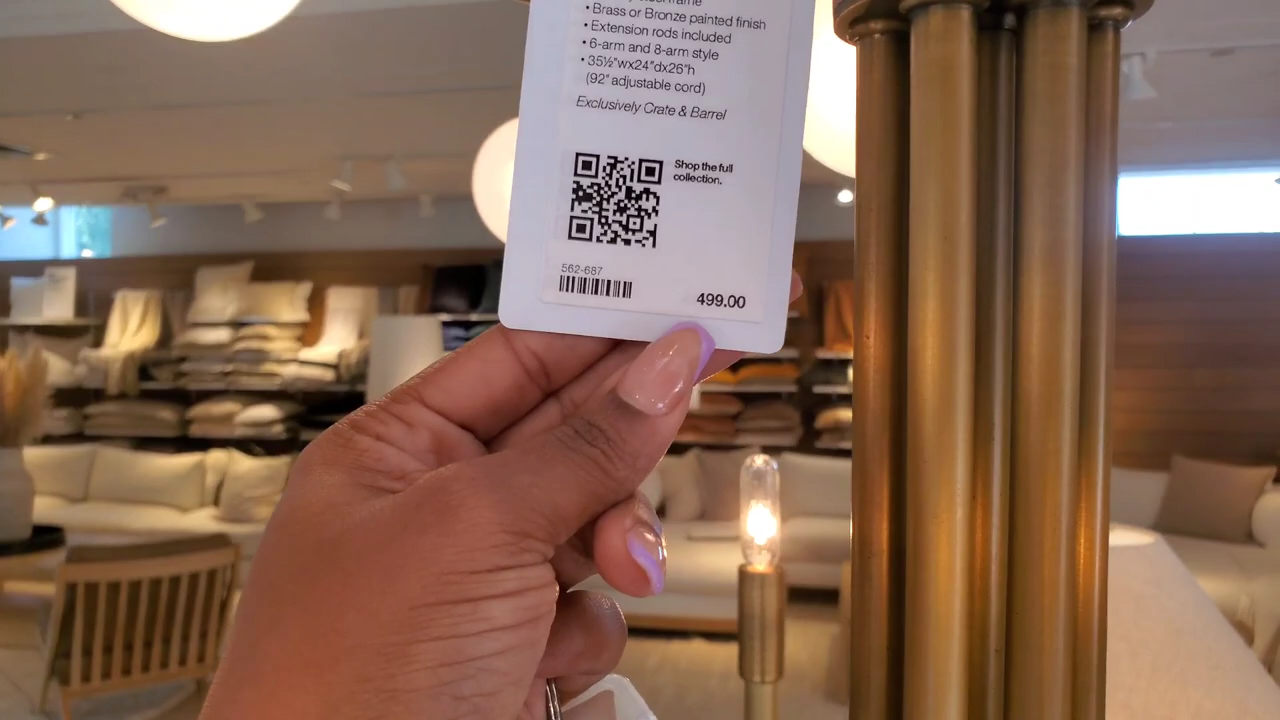 frame
• Brass or Bronze painted finish
• Extension rods included
• 6-arm and 8-arm style
• 35½"wx24"dx26"h
(92" adjustable cord)
Exclusively Crate & Barrel
Shop the full
collection.
562-687
499.00